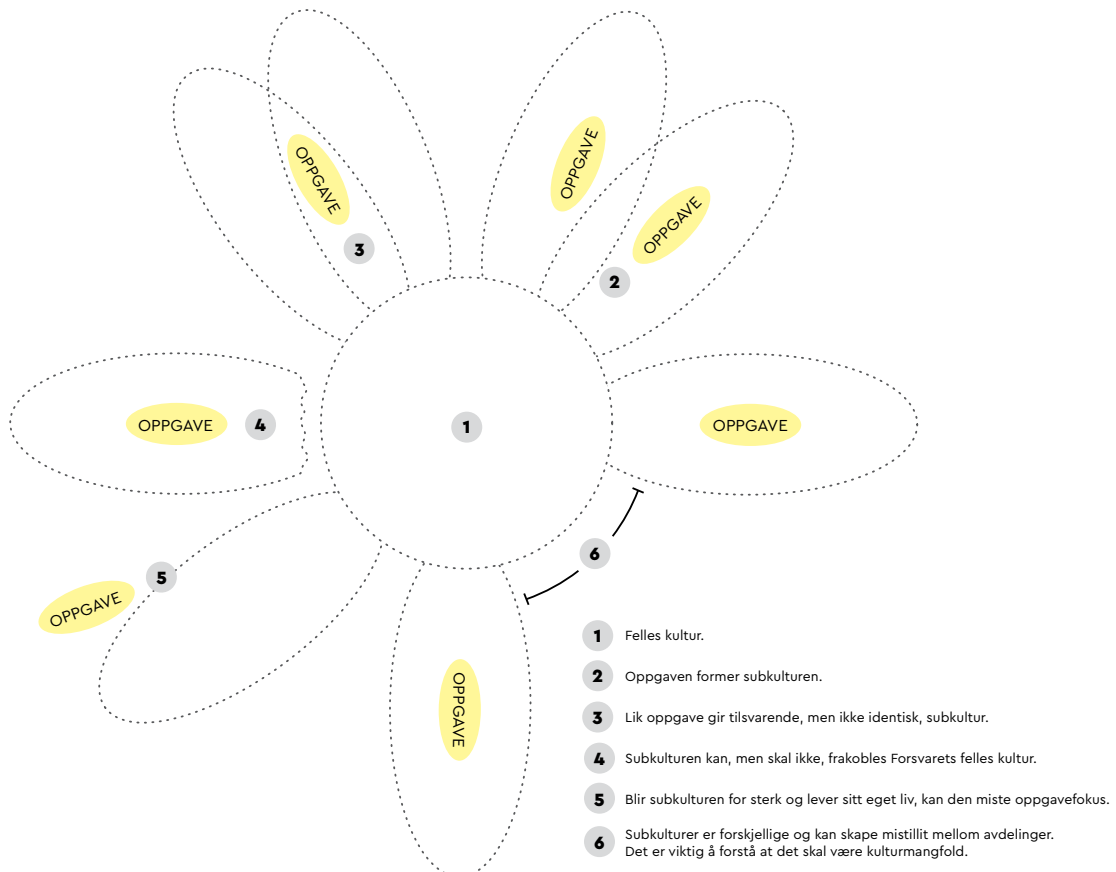 OPPGAVE
OPPGAVE
OPPGAVE
3
2
OPPGAVE
4
1
OPPGAVE
OPPGAVE
5
6
OPPGAVE
1 Felles kultur.
2 Oppgaven former subkulturen.
3 Lik oppgave gir tilsvarende, men ikke identisk, subkultur.
4 Subkulturen kan, men skal ikke, frakobles Forsvarets felles kultur.
5 Blir subkulturen for sterk og lever sitt eget liv, kan den miste oppgavefokus.
6 Subkulturer er forskjellige og kan skape mistillit mellom avdelinger.
Det er viktig å forstå at det skal være kulturmangfold.